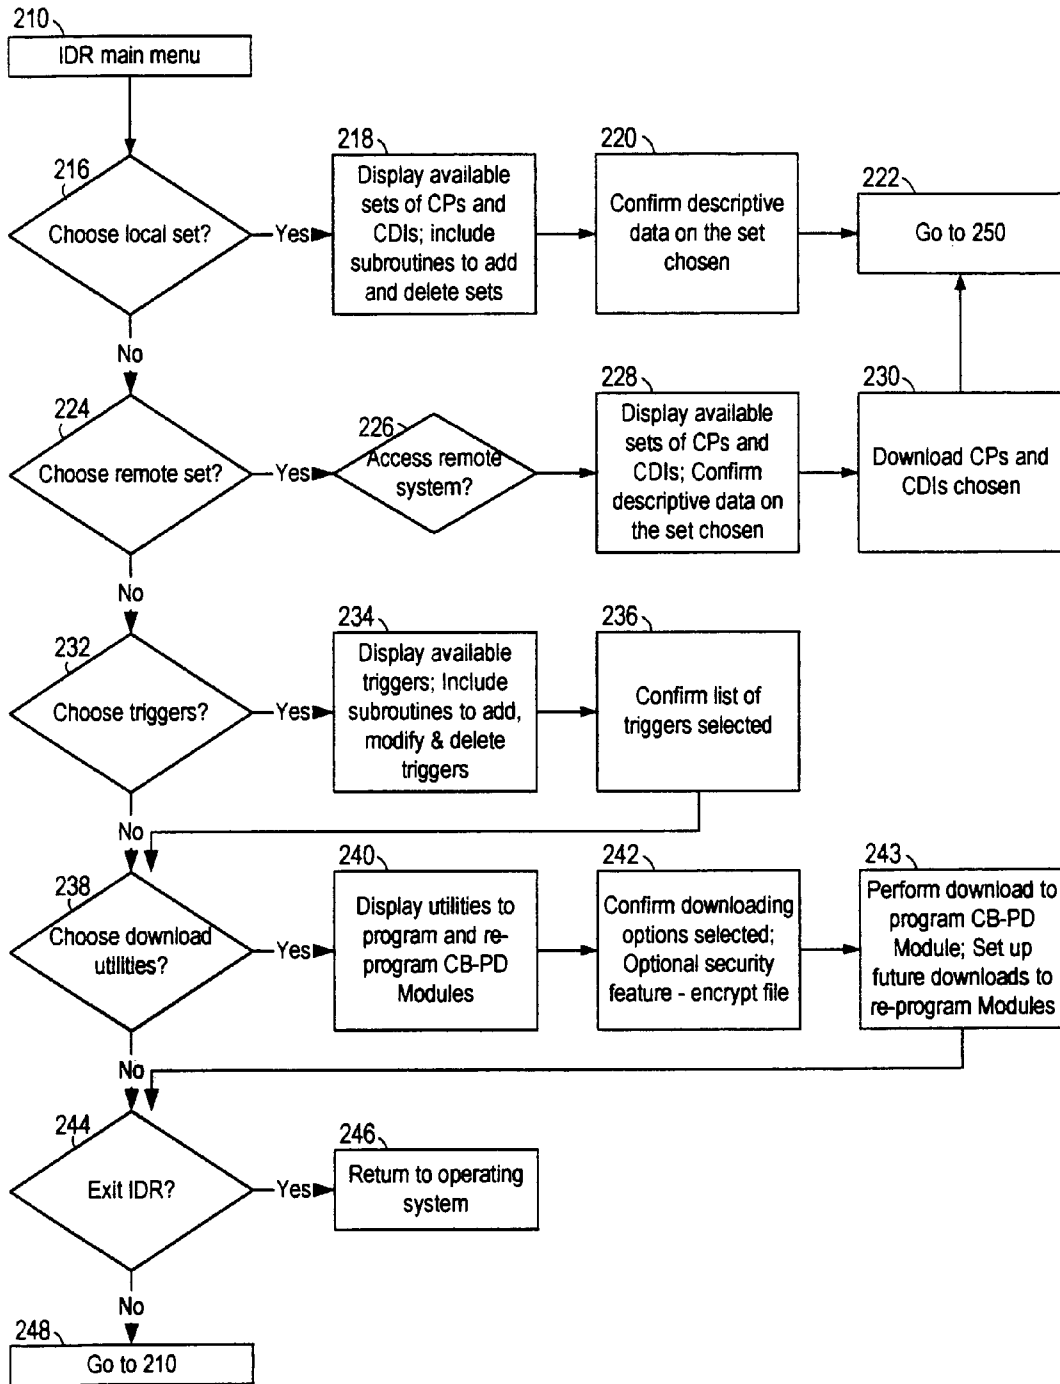 210
IDR main menu
216
Choose local set?
Yes
218
Display available
sets of CPs and
CDIs; include
subroutines to add
and delete sets
220
Confirm descriptive
data on the set
chosen
222
Go to 250
No
224
Choose remote set?
Yes
226
Access remote
system?
228
Display available
sets of CPs and
CDIs; Confirm
descriptive data on
the set chosen
230
Download CPs and
CDIs chosen
No
232
Choose triggers?
Yes
234
Display available
triggers; Include
subroutines to add,
modify & delete
triggers
236
Confirm list of
triggers selected
No
238
Choose download
utilities?
Yes
240
Display utilities to
program and re-
program CB-PD
Modules
242
Confirm downloading
options selected;
Optional security
feature - encrypt file
243
Perform download to
program CB-PD
Module; Set up
future downloads to
re-program Modules
No
244
Exit IDR?
Yes
246
Return to operating
system
No
248
Go to 210